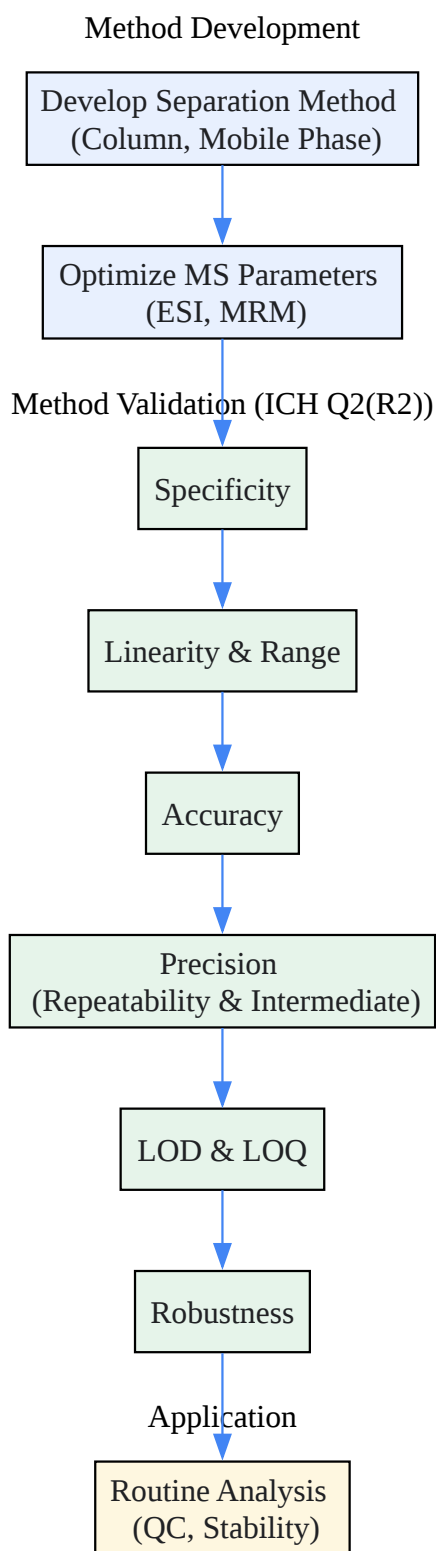 Method Development
Develop Separation Method
(Column, Mobile Phase)
Optimize MS Parameters
(ESI, MRM)
Method Validation (ICH Q2(R2))
Specificity
Linearity & Range
Accuracy
Precision
(Repeatability & Intermediate)
LOD & LOQ
Robustness
Application
Routine Analysis
(QC, Stability)